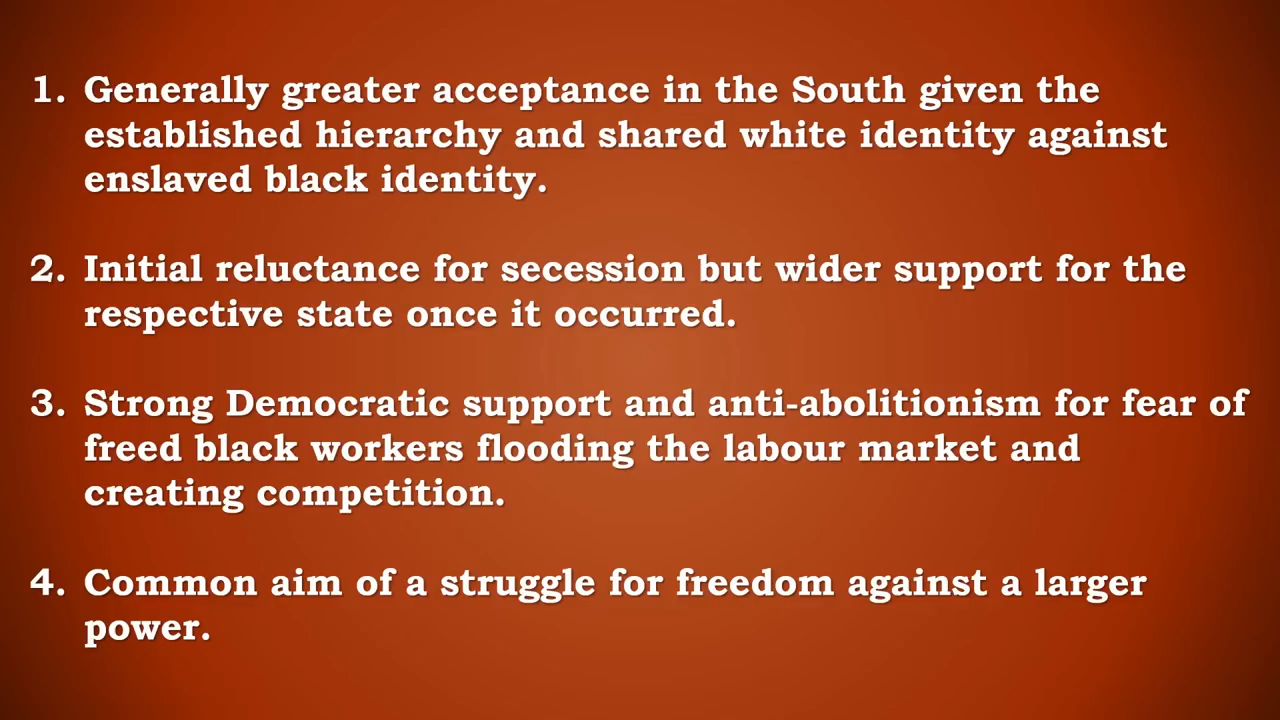 1. Generally greater acceptance in the South given the
established hierarchy and shared white identity against
enslaved black identity.
2. Initial reluctance for secession but wider support for the
respective state once it occurred.
3. Strong Democratic support and anti-abolitionism for fear of
freed black workers flooding the labour market and
creating competition.
4. Common aim of a struggle for freedom against a larger
power.